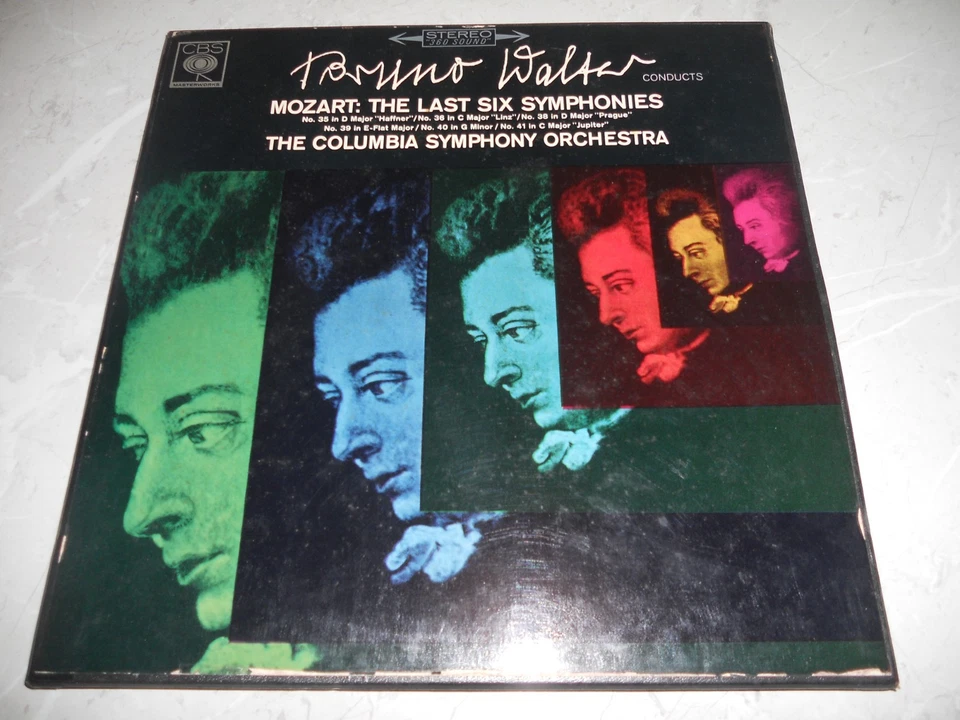 STEREO
"360 SOUND"
CBS
MASTERWORKS
Bruno Walter CONDUCTS
MOZART: THE LAST SIX SYMPHONIES
No. 35 in D Major "Haffner"/No. 36 in C Major "Linz"/No. 38 in D Major "Prague"
No. 39 in E-Flat Major/No. 40 in G Minor/No. 41 in C Major "Jupiter"
THE COLUMBIA SYMPHONY ORCHESTRA